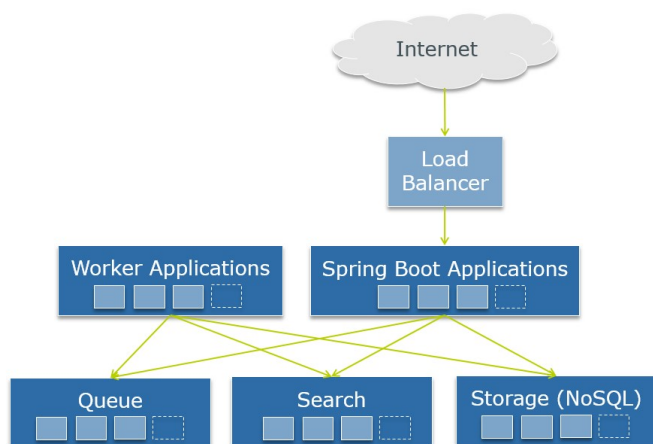 Internet
Load
Balancer
Worker Applications
Spring Boot Applications
Queue
Search
Storage (NoSQL)